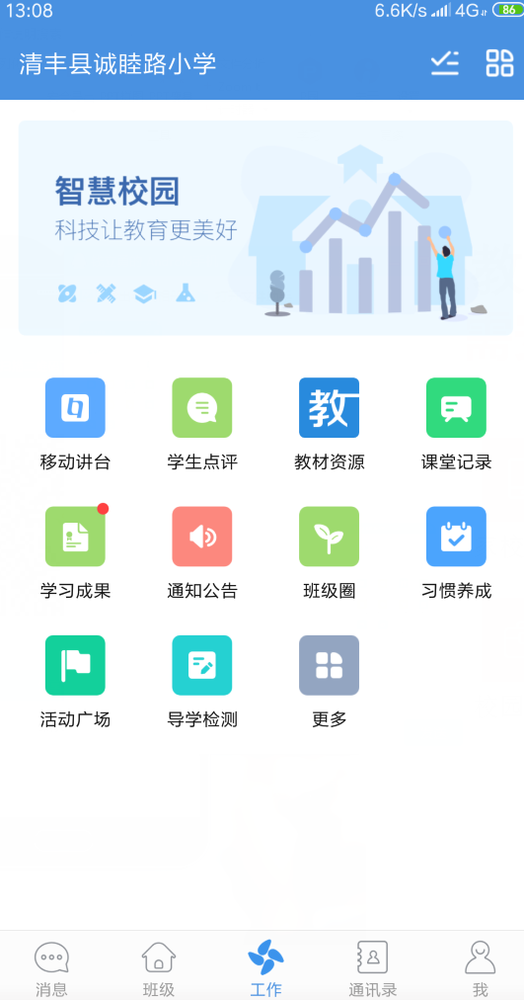 13:08 6.6K/s 4G 86
清丰县诚睦路小学
智慧校园
科技让教育更美好
教
移动讲台 学生点评 教材资源 课堂记录
学习成果 通知公告 班级圈 习惯养成
活动广场 导学检测 更多
消息 班级 工作 通讯录 我